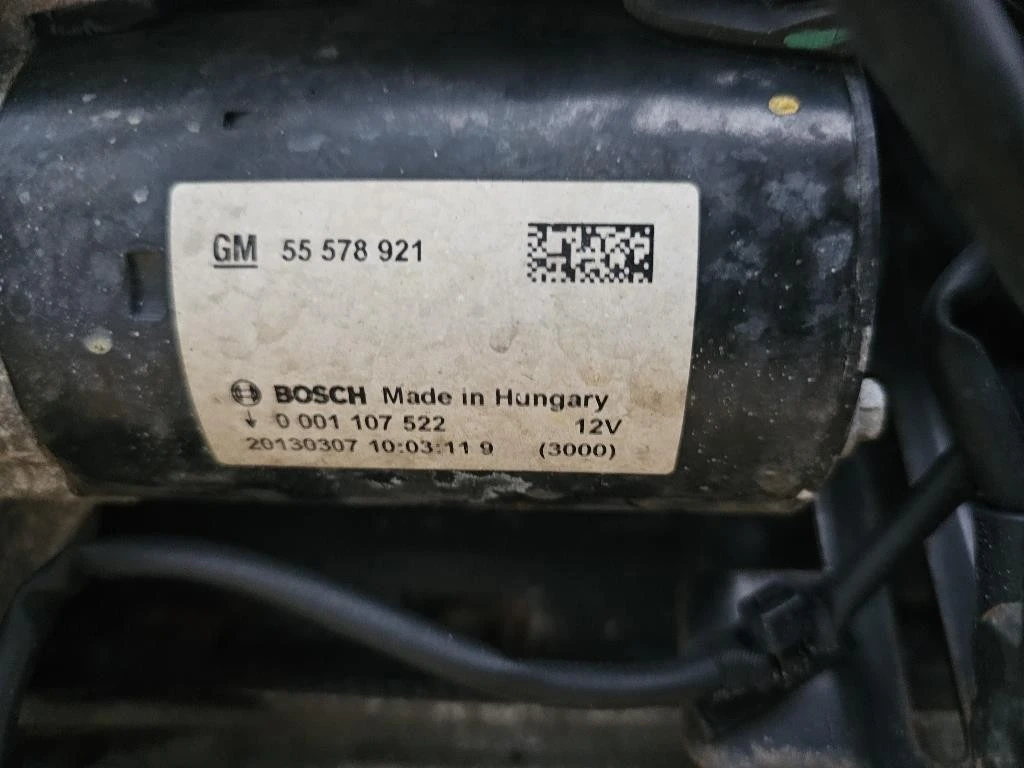 GM 55 578 921
BOSCH Made in Hungary
0 001 107 522 12V
20130307 10:03:11 9 (3000)